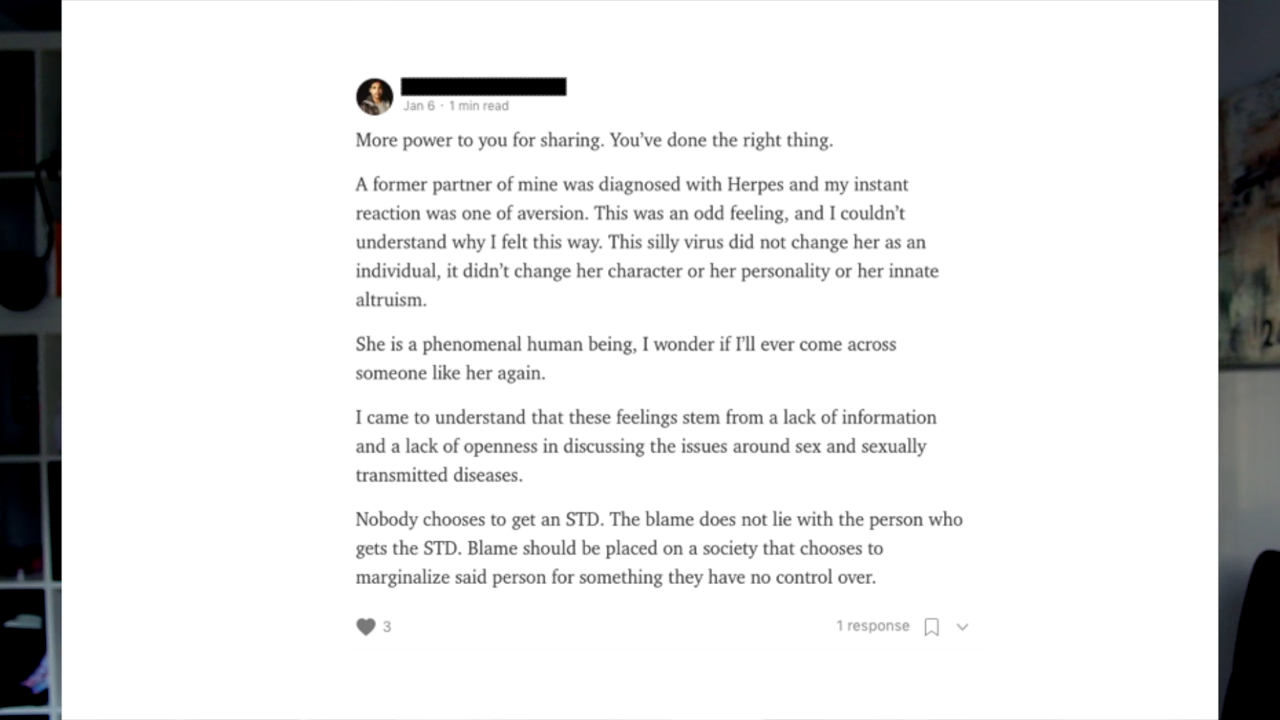 Jan 6 · 1 min read
More power to you for sharing. You’ve done the right thing.
A former partner of mine was diagnosed with Herpes and my instant
reaction was one of aversion. This was an odd feeling, and I couldn’t
understand why I felt this way. This silly virus did not change her as an
individual, it didn’t change her character or her personality or her innate
altruism.
She is a phenomenal human being, I wonder if I’ll ever come across
someone like her again.
I came to understand that these feelings stem from a lack of information
and a lack of openness in discussing the issues around sex and sexually
transmitted diseases.
Nobody chooses to get an STD. The blame does not lie with the person who
gets the STD. Blame should be placed on a society that chooses to
marginalize said person for something they have no control over.
3
1 response